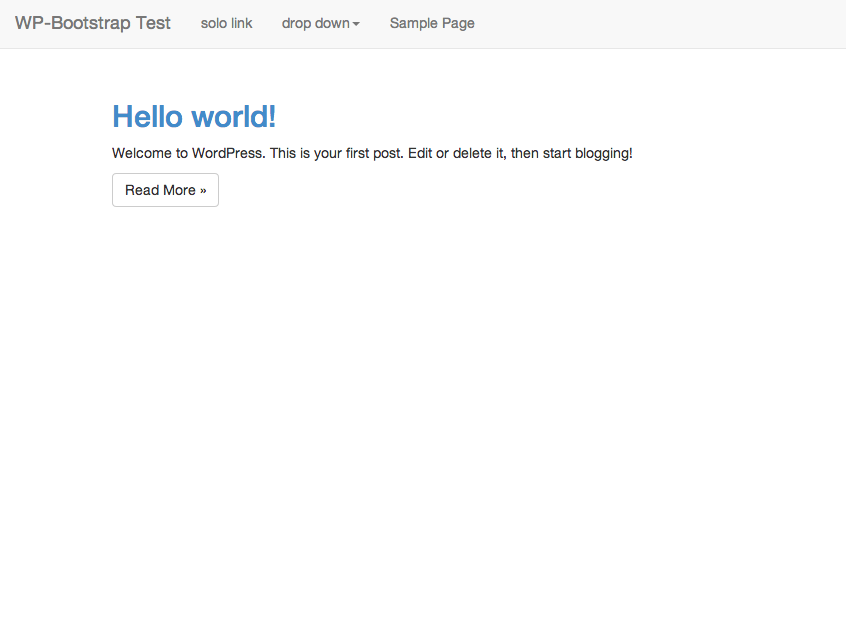 WP-Bootstrap Test solo link drop down Sample Page
Hello world!
Welcome to WordPress. This is your first post. Edit or delete it, then start blogging!
Read More »